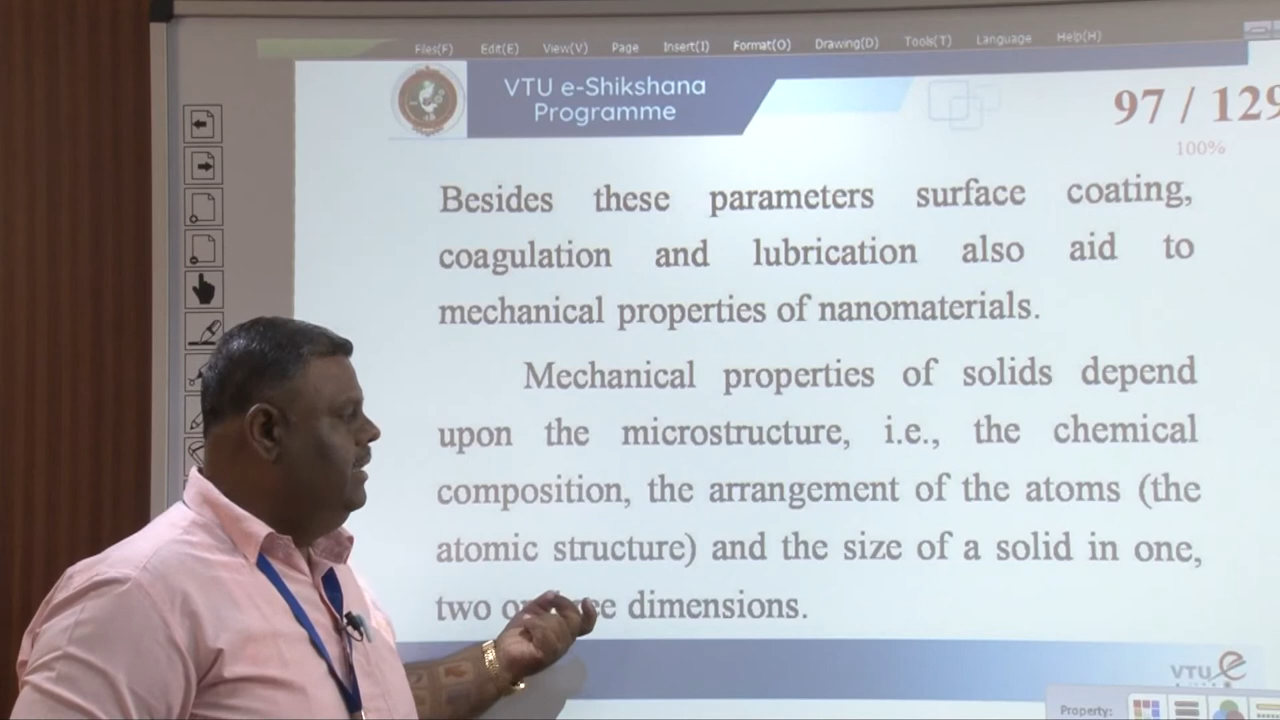 Files(F) Edit(E) View(V) Page Insert(I) Format(O) Drawing(D) Tools(T) Language Help(H)
VTU e-Shikshana
Programme
97 / 129
100%
Besides these parameters surface coating,
coagulation and lubrication also aid to
mechanical properties of nanomaterials.
Mechanical properties of solids depend
upon the microstructure, i.e., the chemical
composition, the arrangement of the atoms (the
atomic structure) and the size of a solid in one,
two dimensions.
VTU e
Property: